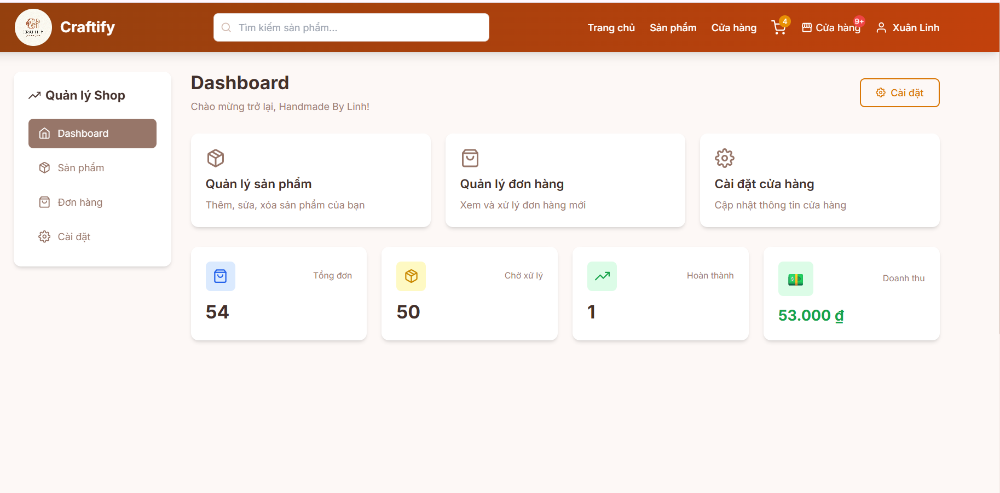 CRAFTIFY
Craftify
Tìm kiếm sản phẩm...
Trang chủ
Sản phẩm
Cửa hàng
4
Cửa hàng
9+
Xuân Linh
Quản lý Shop
Dashboard
Sản phẩm
Đơn hàng
Cài đặt
Dashboard
Chào mừng trở lại, Handmade By Linh!
Cài đặt
Quản lý sản phẩm
Thêm, sửa, xóa sản phẩm của bạn
Quản lý đơn hàng
Xem và xử lý đơn hàng mới
Cài đặt cửa hàng
Cập nhật thông tin cửa hàng
Tổng đơn
54
Chờ xử lý
50
Hoàn thành
1
Doanh thu
53.000 ₫